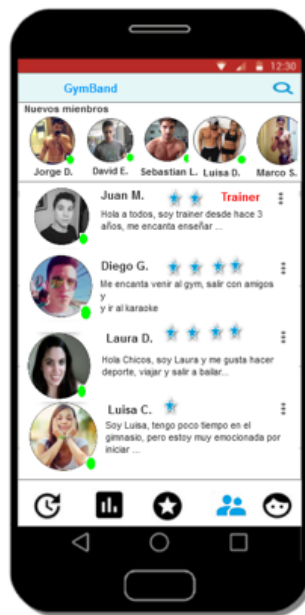 12:30
GymBand
Nuevos miembros
Jorge D. David E. Sebastian L. Luisa D. Marco S.
Juan M. Trainer
Hola a todos, soy trainer desde hace 3
años, me encanta enseñar ...
Diego G.
Me encanta venir al gym, salir con amigos
y
y ir al karaoke
Laura D.
Hola Chicos, soy Laura y me gusta hacer
deporte, viajar y salir a bailar...
Luisa C.
Soy Luisa, tengo poco tiempo en el
gimnasio, pero estoy muy emocionada por
iniciar ...